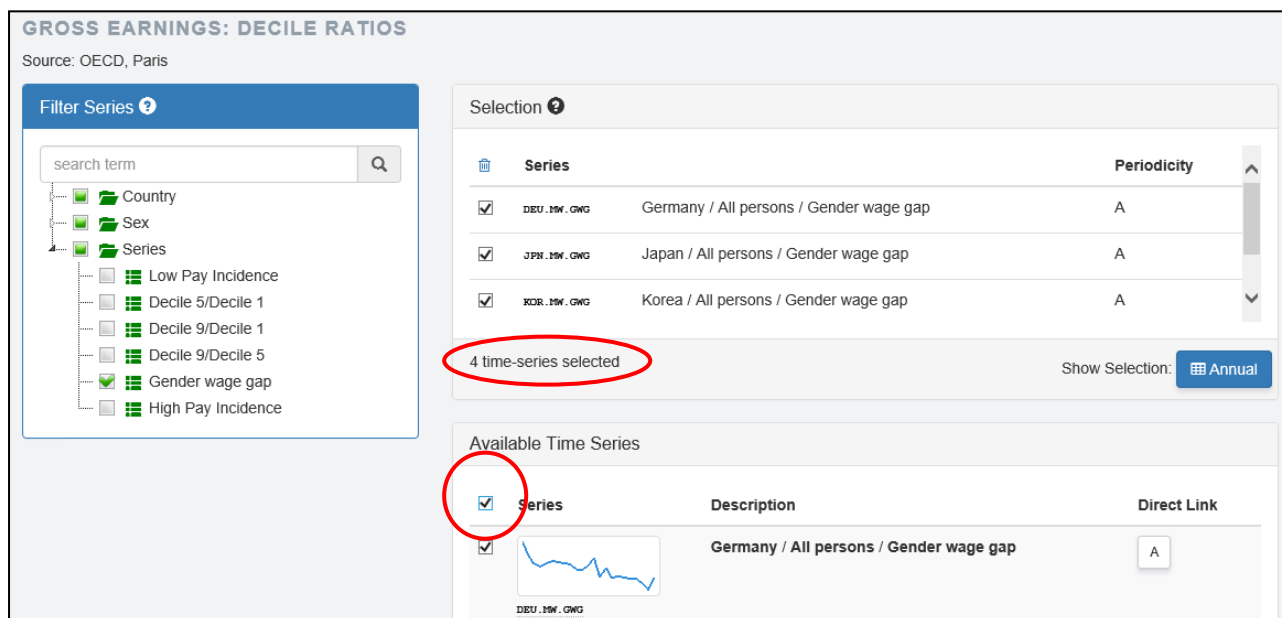 GROSS EARNINGS: DECILE RATIOS
Source: OECD, Paris
Filter Series ?
search term
Country
Sex
Series
Low Pay Incidence
Decile 5/Decile 1
Decile 9/Decile 1
Decile 9/Decile 5
Gender wage gap
High Pay Incidence
Selection ?
Series Periodicity
DEU.MW.GWG Germany / All persons / Gender wage gap A
JPN.MW.GWG Japan / All persons / Gender wage gap A
KOR.MW.GWG Korea / All persons / Gender wage gap A
4 time-series selected
Show Selection: Annual
Available Time Series
Series Description Direct Link
Germany / All persons / Gender wage gap A
DEU.MW.GWG